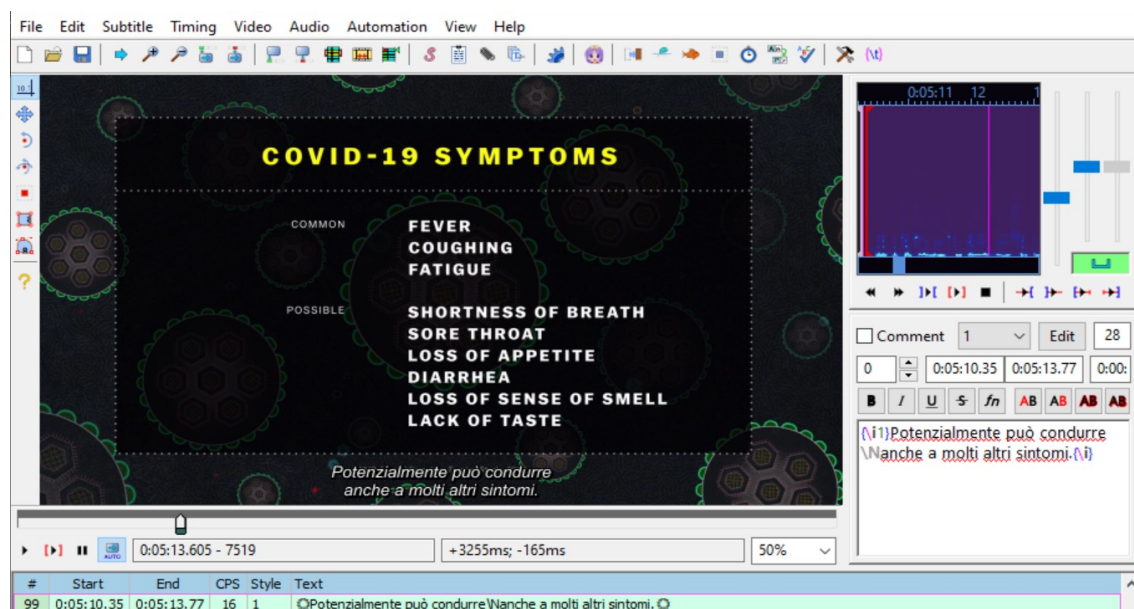 File Edit Subtitle Timing Video Audio Automation View Help
0:05:11 12 1
COVID-19 SYMPTOMS
COMMON FEVER
COUGHING
FATIGUE
POSSIBLE SHORTNESS OF BREATH
SORE THROAT
LOSS OF APPETITE
DIARRHEA
LOSS OF SENSE OF SMELL
LACK OF TASTE
Potenzialmente può condurre
anche a molti altri sintomi.
Comment 1 Edit 28
0 0:05:10.35 0:05:13.77 0:00:
B I U S fn AB AB AB AB
{\i1}Potenzialmente può condurre
\Nanche a molti altri sintomi.{\i}
AUTO 0:05:13.605 - 7519 +3255ms; -165ms 50%
# Start End CPS Style Text
99 0:05:10.35 0:05:13.77 16 1 Potenzialmente può condurre\Nanche a molti altri sintomi.